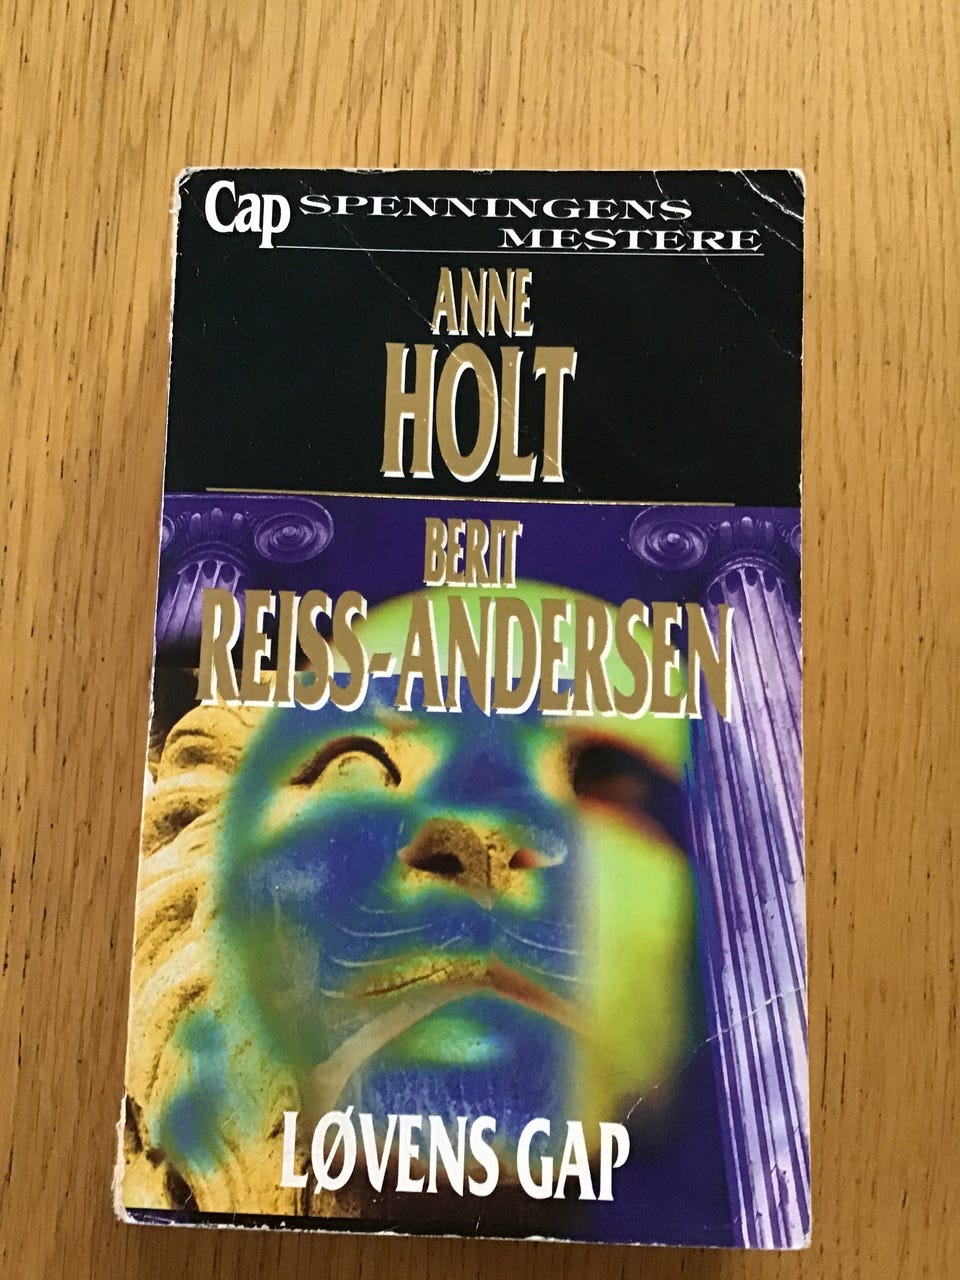 Cap SPENNINGENS
MESTERE
ANNE
HOLT
BERIT
REISS-ANDERSEN
LØVENS GAP